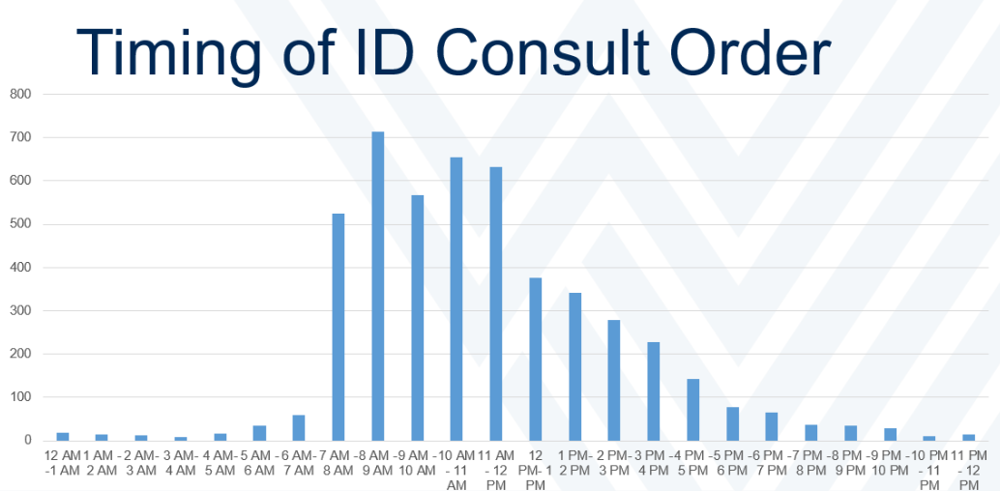 Timing of ID Consult Order
800
700
600
500
400
300
200
100
0
12 AM 1 AM - 2 AM- 3 AM- 4 AM- 5 AM - 6 AM- 7 AM -8 AM -9 AM -10 AM 11 AM 12 1 PM- 2 PM- 3 PM -4 PM -5 PM -6 PM -7 PM -8 PM -9 PM -10 PM 11 PM
-1 AM 2 AM 3 AM 4 AM 5 AM 6 AM 7 AM 8 AM 9 AM 10 AM - 11 - 12 PM- 1 2 PM 3 PM 4 PM 5 PM 6 PM 7 PM 8 PM 9 PM 10 PM - 11 - 12
AM PM PM PM PM